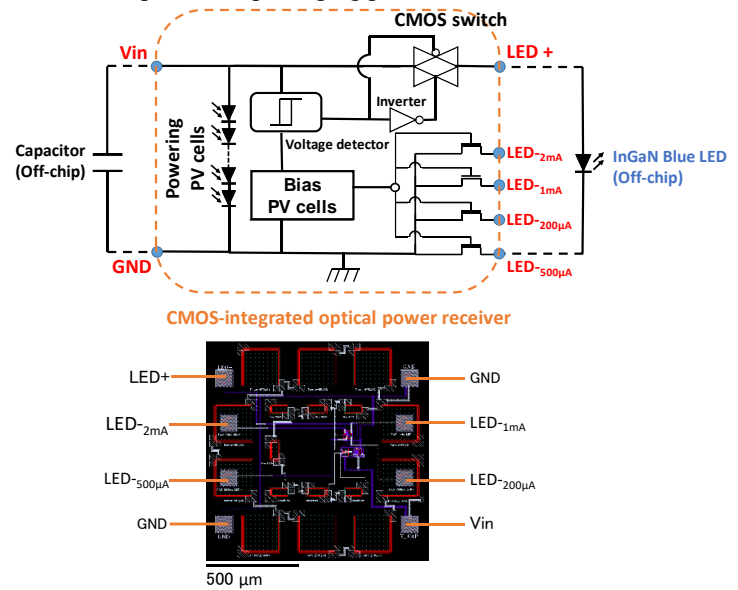 CMOS switch
Vin
LED +
Inverter
Powering
PV cells
Voltage detector
Capacitor
(Off-chip)
LED-2mA
InGaN Blue LED
(Off-chip)
Bias
PV cells
LED-1mA
LED-200μA
GND
LED-500μA
CMOS-integrated optical power receiver
LED+
GND
LED-2mA
LED-1mA
LED-500μA
LED-200μA
GND
GND
Vin
500 μm